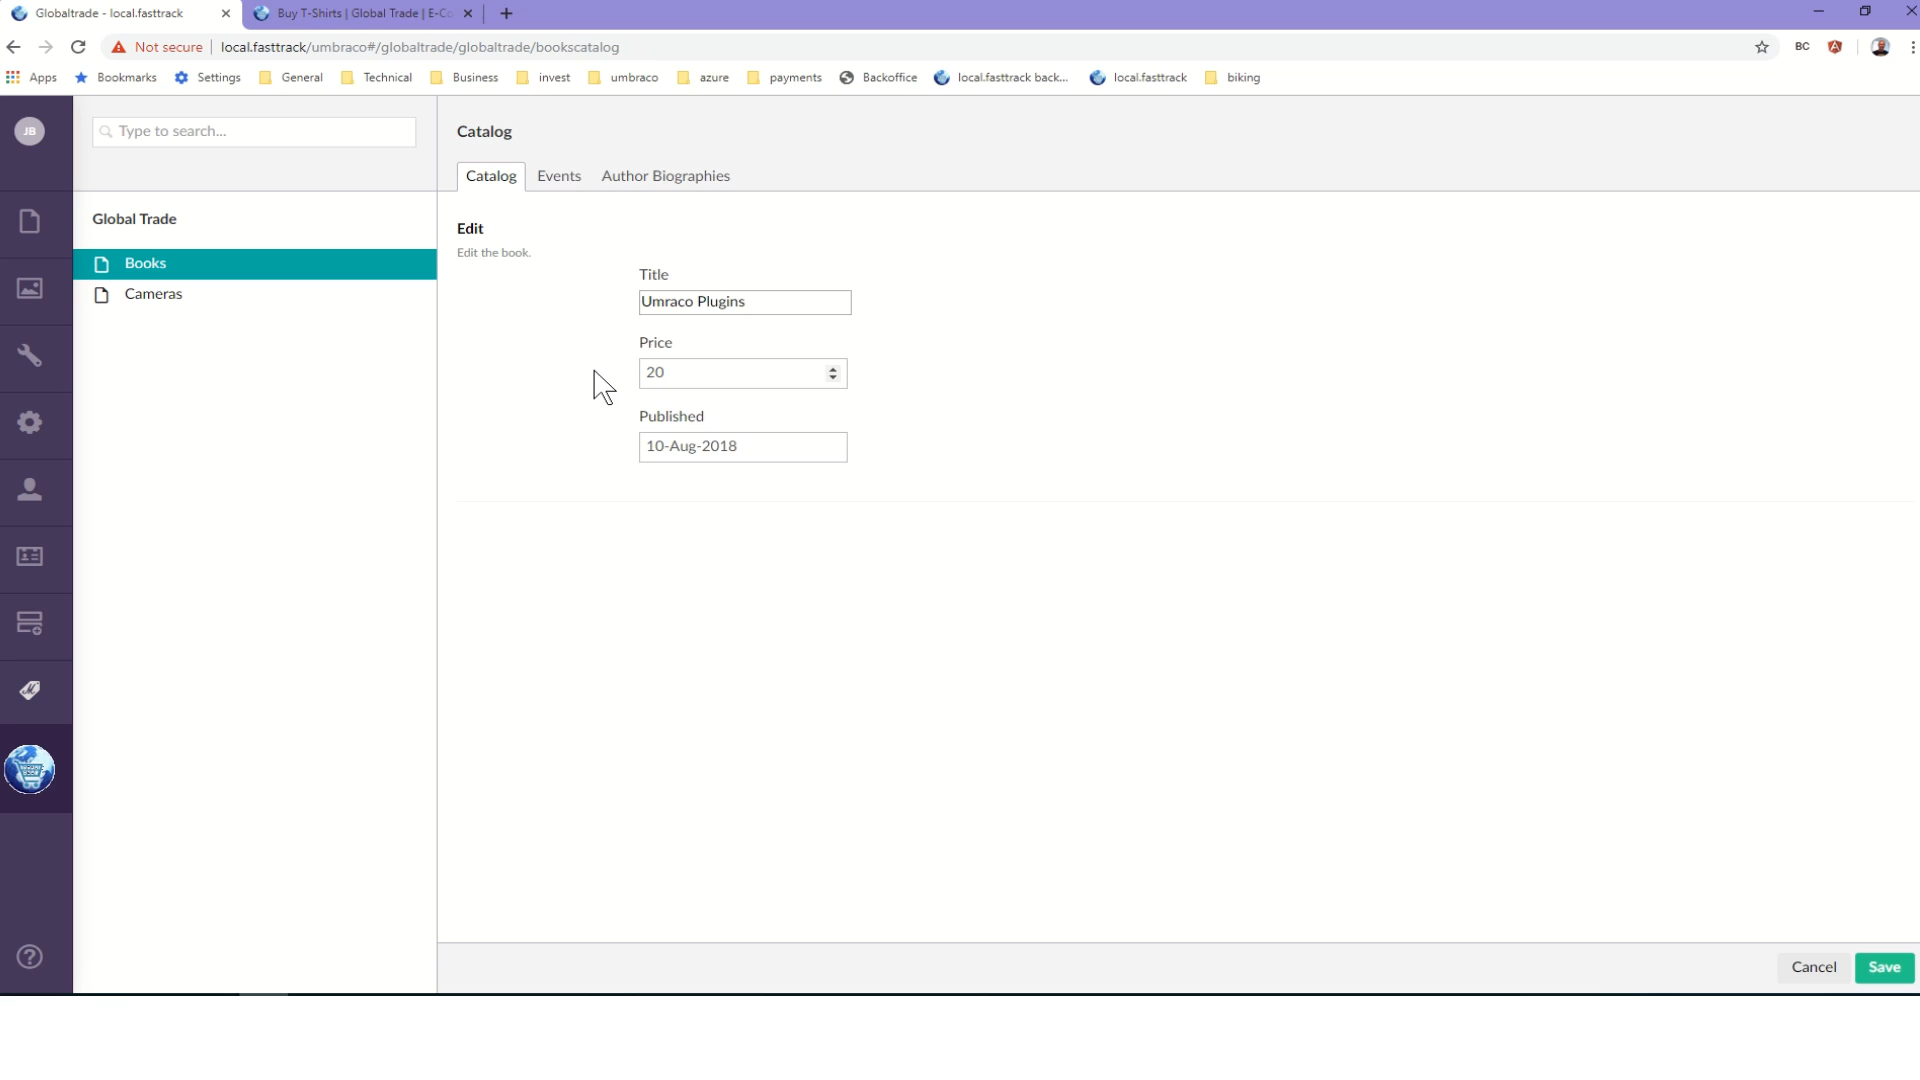 Globaltrade - local.fasttrack
Buy T-Shirts | Global Trade | E-Co
Not secure
local.fasttrack/umbraco#/globaltrade/globaltrade/bookscatalog
BC
Apps
Bookmarks
Settings
General
Technical
Business
invest
umbraco
azure
payments
Backoffice
local.fasttrack back...
local.fasttrack
biking
JB
Type to search...
Catalog
Catalog
Events
Author Biographies
Global Trade
Books
Cameras
Edit
Edit the book.
Title
Umraco Plugins
Price
20
Published
10-Aug-2018
Cancel
Save